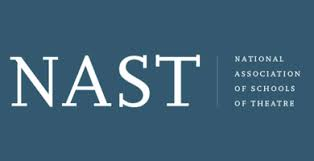 NAST
NATIONAL
ASSOCIATION
OF SCHOOLS
OF THEATRE